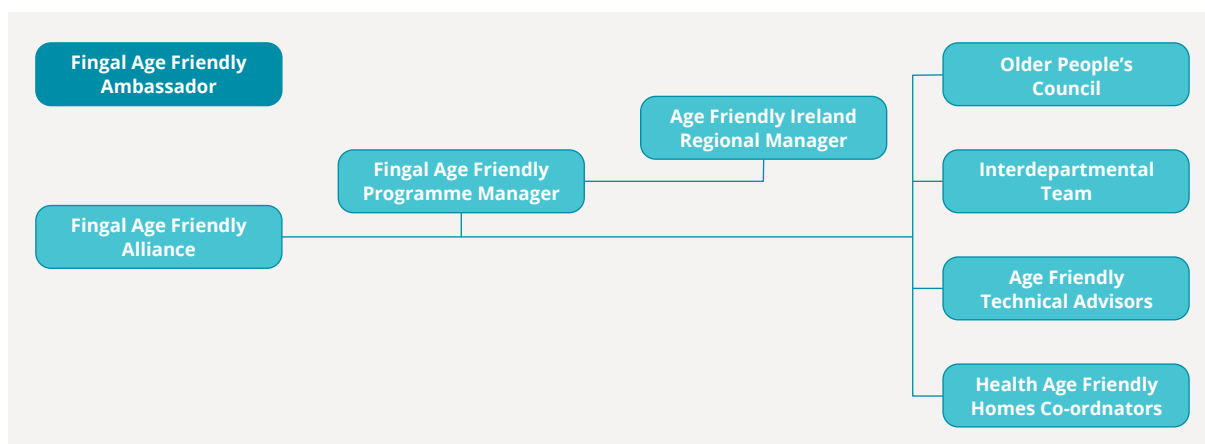 Fingal Age Friendly
Ambassador
Fingal Age Friendly
Alliance
Fingal Age Friendly
Programme Manager
Age Friendly Ireland
Regional Manager
Older People’s
Council
Interdepartmental
Team
Age Friendly
Technical Advisors
Health Age Friendly
Homes Co-ordnators